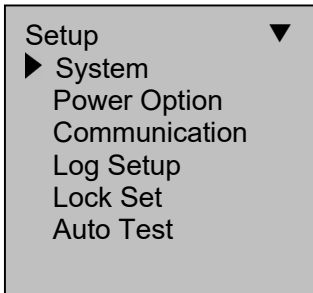 Setup ▼
▶ System
Power Option
Communication
Log Setup
Lock Set
Auto Test